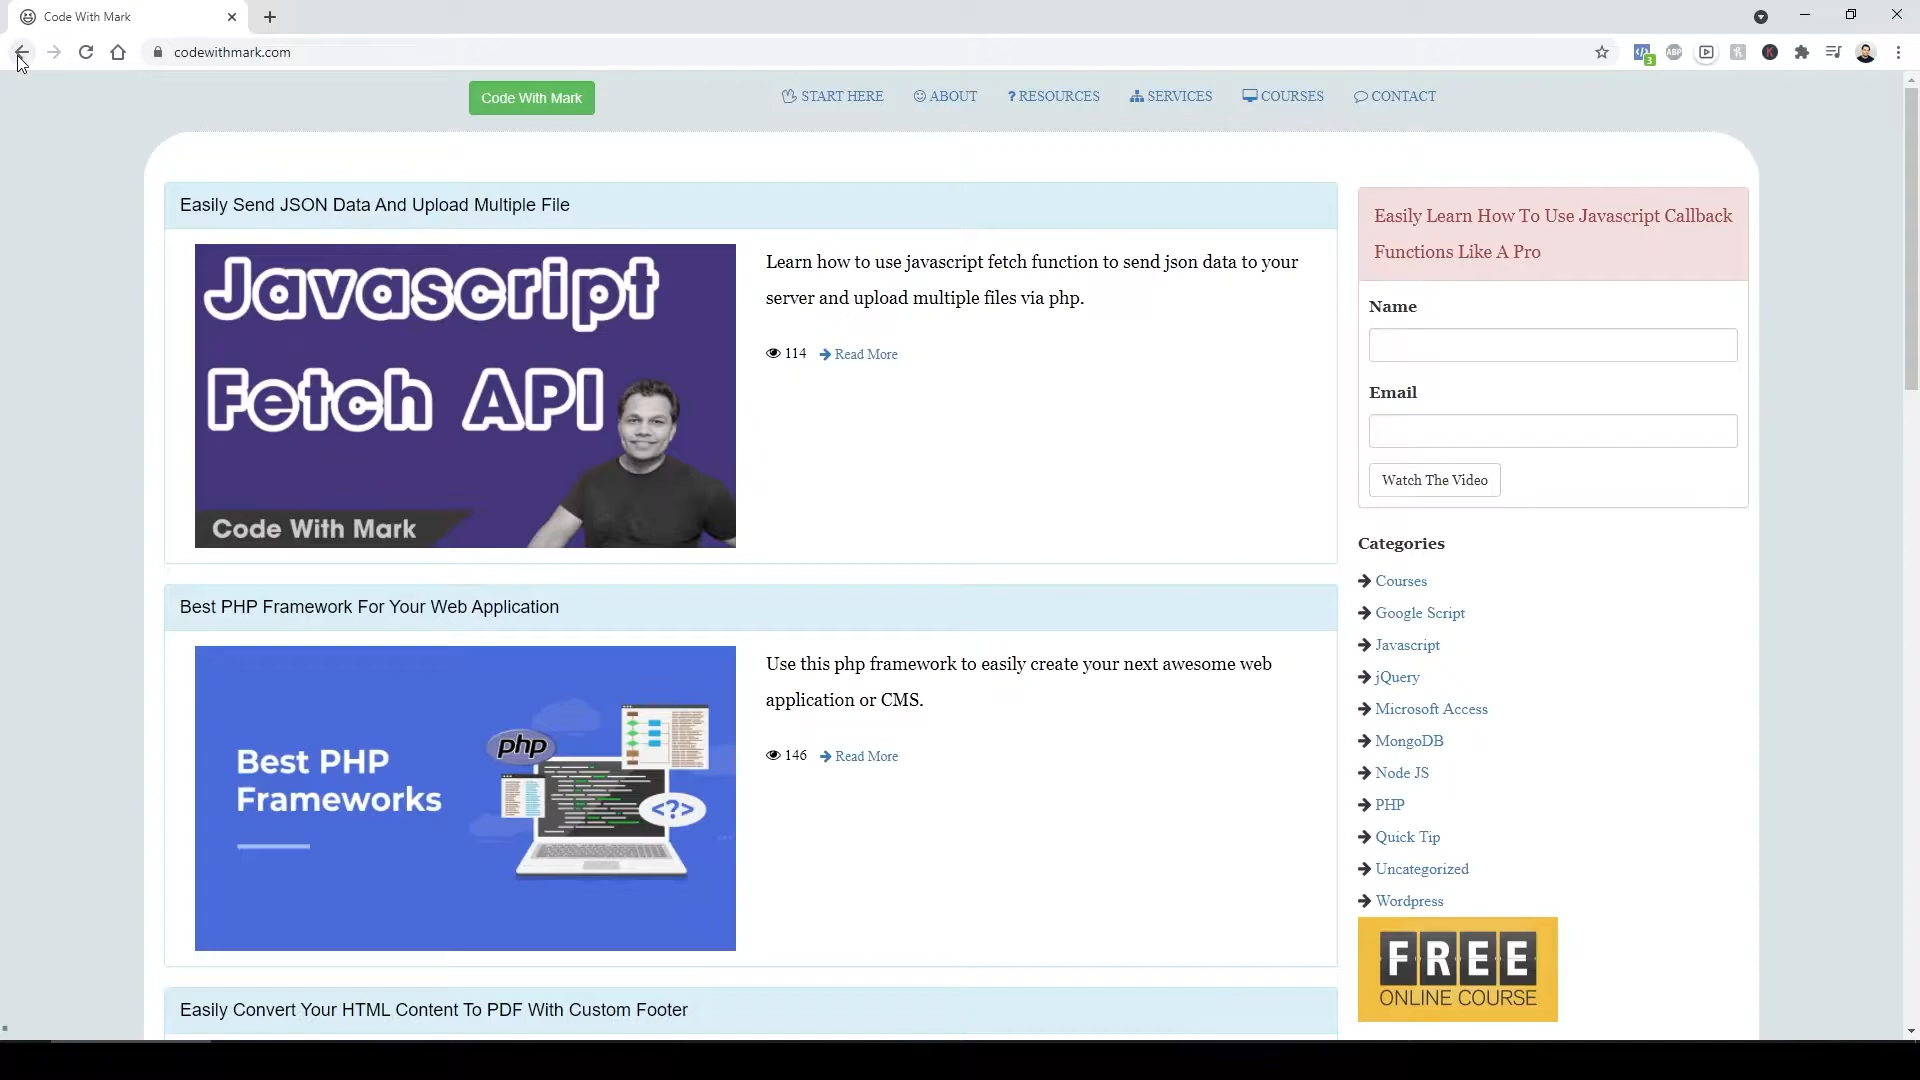 Code With Mark
codewithmark.com
3
ABP
K
Code With Mark
START HERE
ABOUT
? RESOURCES
SERVICES
COURSES
CONTACT
Easily Send JSON Data And Upload Multiple File
Javascript
Fetch API
Code With Mark
Learn how to use javascript fetch function to send json data to your
server and upload multiple files via php.
114
Read More
Best PHP Framework For Your Web Application
Best PHP
Frameworks
php
<?>
Use this php framework to easily create your next awesome web
application or CMS.
146
Read More
Easily Convert Your HTML Content To PDF With Custom Footer
Easily Learn How To Use Javascript Callback
Functions Like A Pro
Name
Email
Watch The Video
Categories
Courses
Google Script
Javascript
jQuery
Microsoft Access
MongoDB
Node JS
PHP
Quick Tip
Uncategorized
Wordpress
FREE
ONLINE COURSE